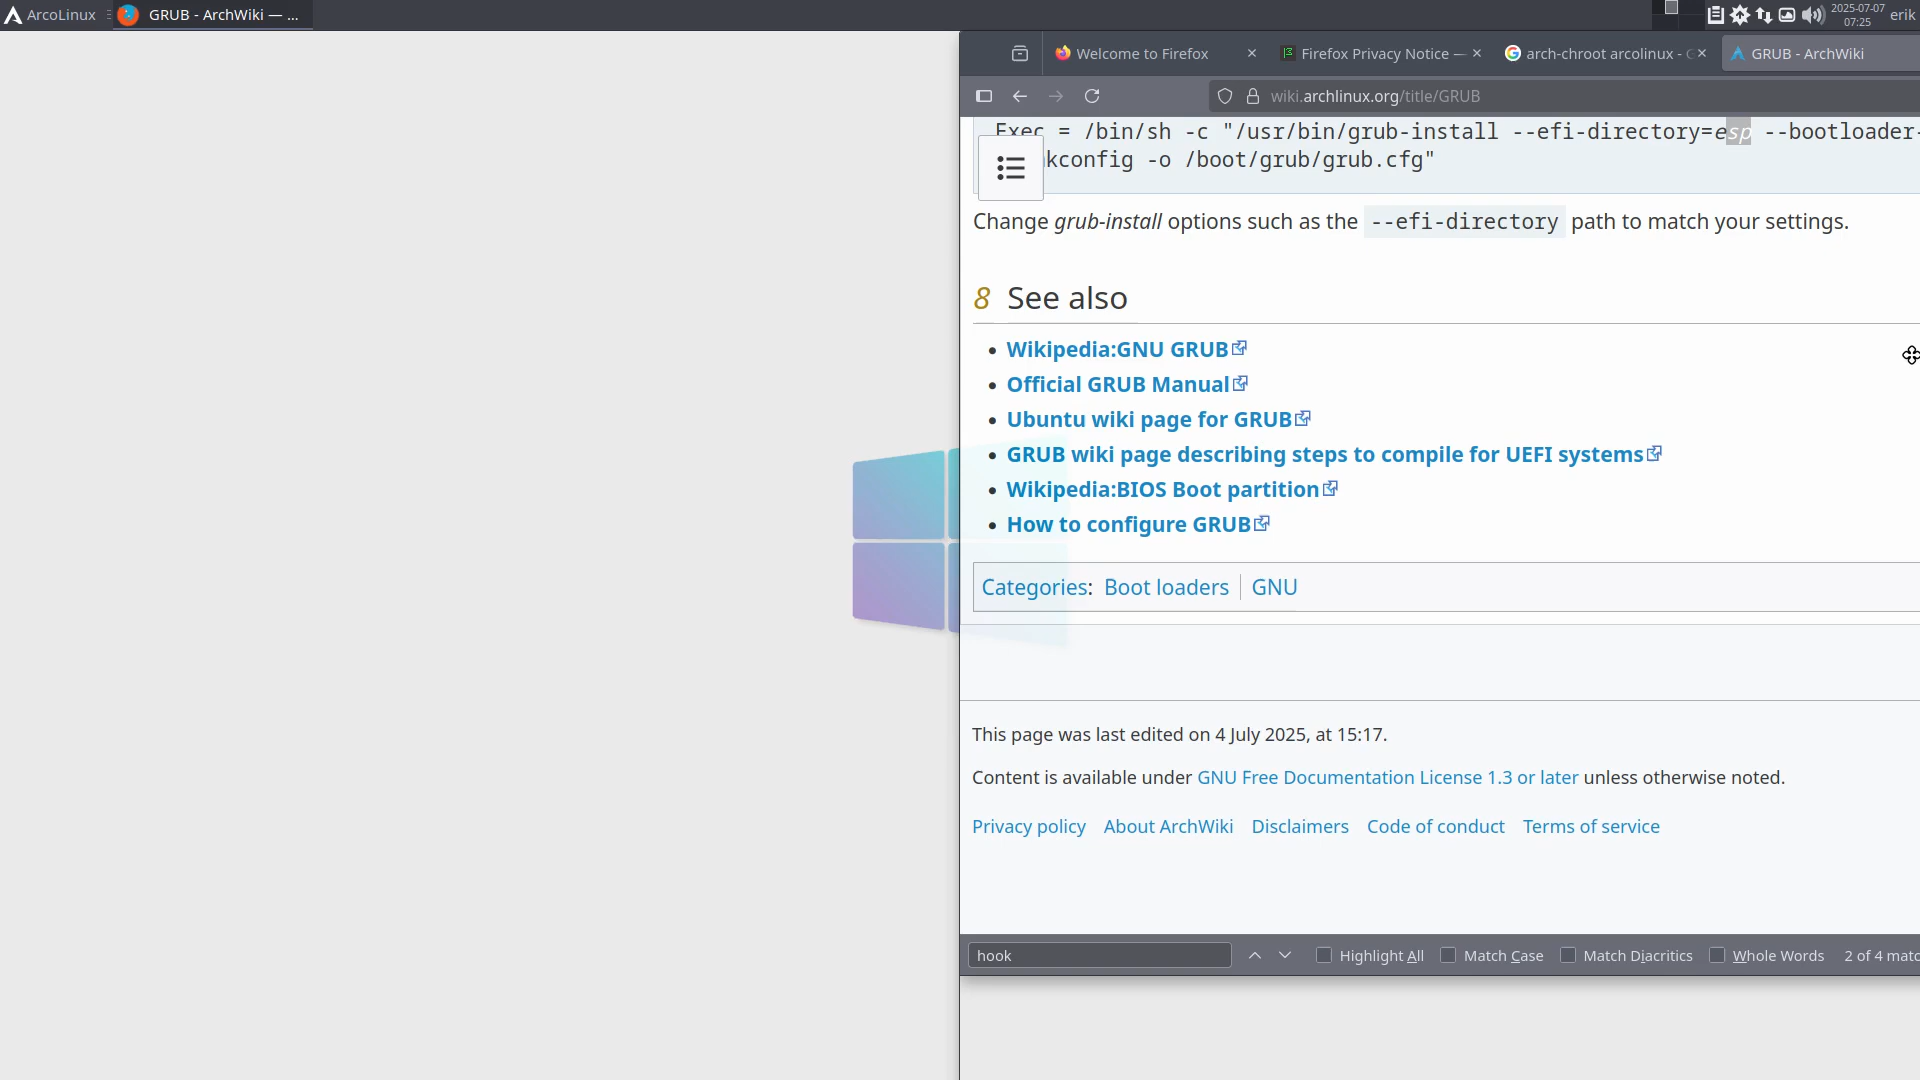 ArcoLinux
GRUB - ArchWiki — ...
2025-07-07
07:25
erik
Welcome to Firefox
Firefox Privacy Notice —
arch-chroot arcolinux - G
GRUB - ArchWiki
wiki.archlinux.org/title/GRUB
Exec = /bin/sh -c "/usr/bin/grub-install --efi-directory=esp --bootloader-
kconfig -o /boot/grub/grub.cfg"
Change grub-install options such as the --efi-directory path to match your settings.
8 See also
• Wikipedia:GNU GRUB
• Official GRUB Manual
• Ubuntu wiki page for GRUB
• GRUB wiki page describing steps to compile for UEFI systems
• Wikipedia:BIOS Boot partition
• How to configure GRUB
Categories: Boot loaders | GNU
This page was last edited on 4 July 2025, at 15:17.
Content is available under GNU Free Documentation License 1.3 or later unless otherwise noted.
Privacy policy About ArchWiki Disclaimers Code of conduct Terms of service
hook Highlight All Match Case Match Diacritics Whole Words 2 of 4 matc